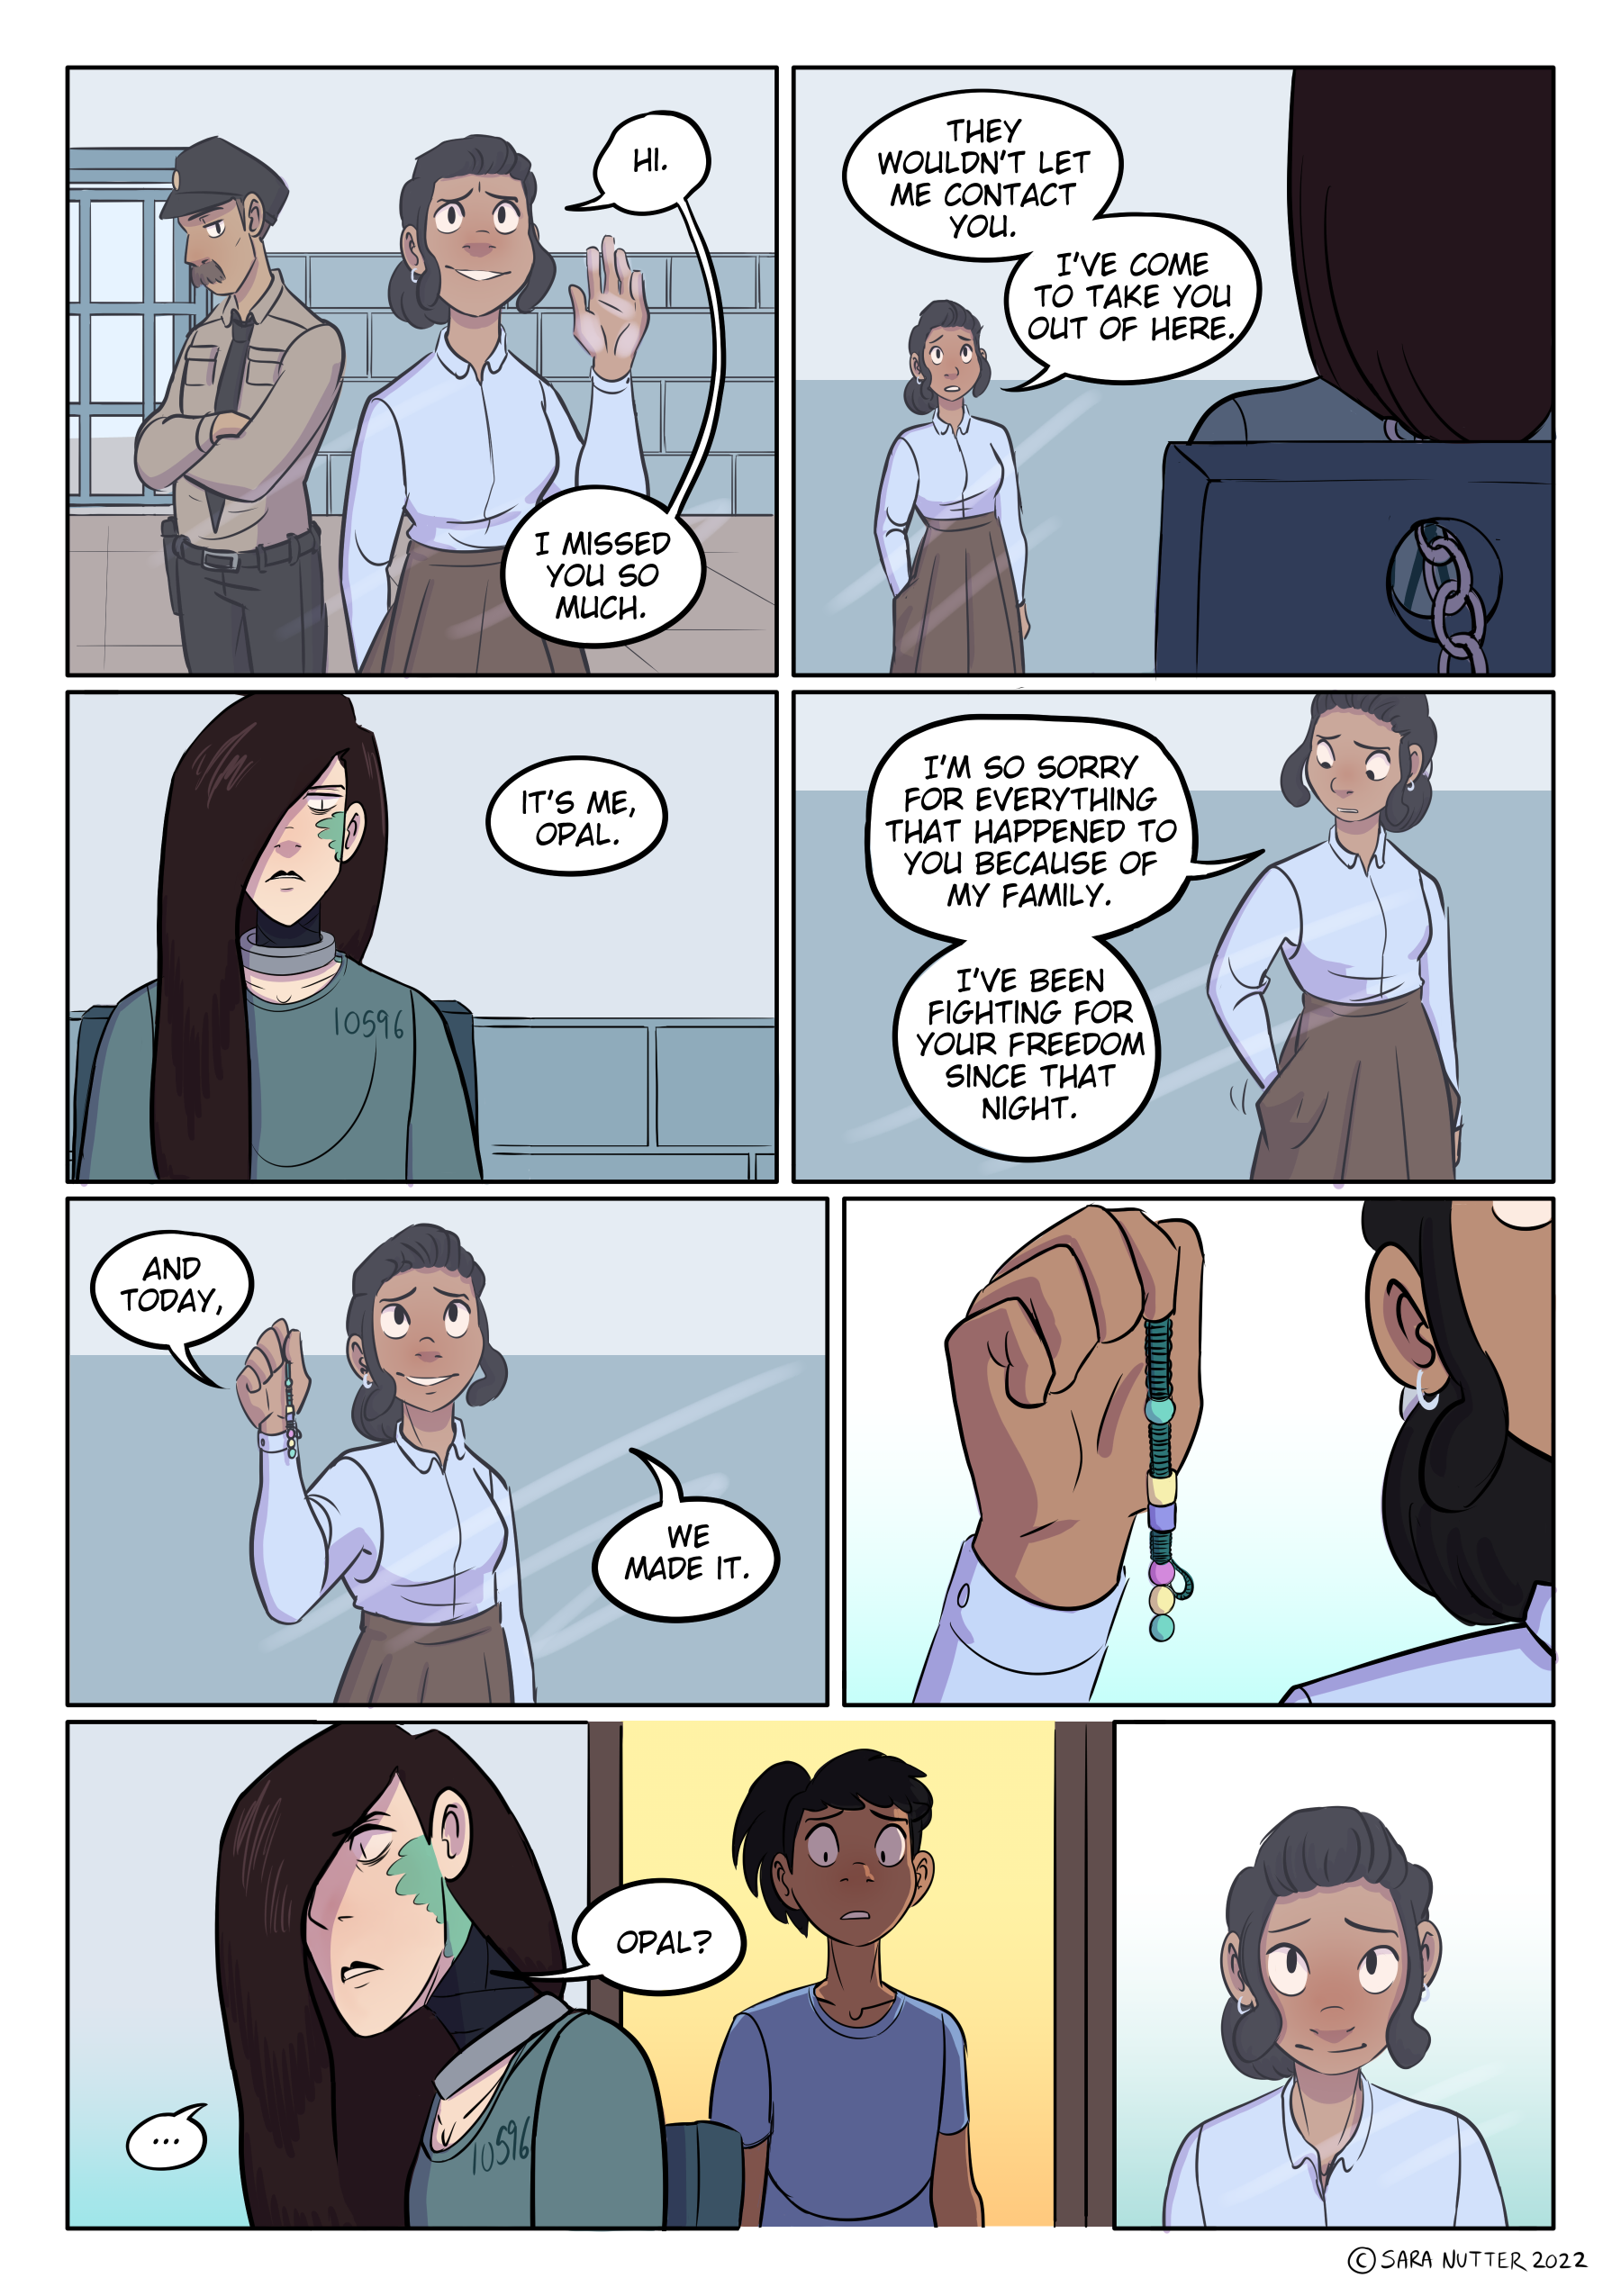 HI.
I MISSED
YOU SO
MUCH.
THEY
WOULDN'T LET
ME CONTACT
YOU.
I'VE COME
TO TAKE YOU
OUT OF HERE.
IT'S ME,
OPAL.
10596
I'M SO SORRY
FOR EVERYTHING
THAT HAPPENED TO
YOU BECAUSE OF
MY FAMILY.
I'VE BEEN
FIGHTING FOR
YOUR FREEDOM
SINCE THAT
NIGHT.
AND
TODAY,
WE
MADE IT.
...
10596
OPAL?
© SARA NUTTER 2022